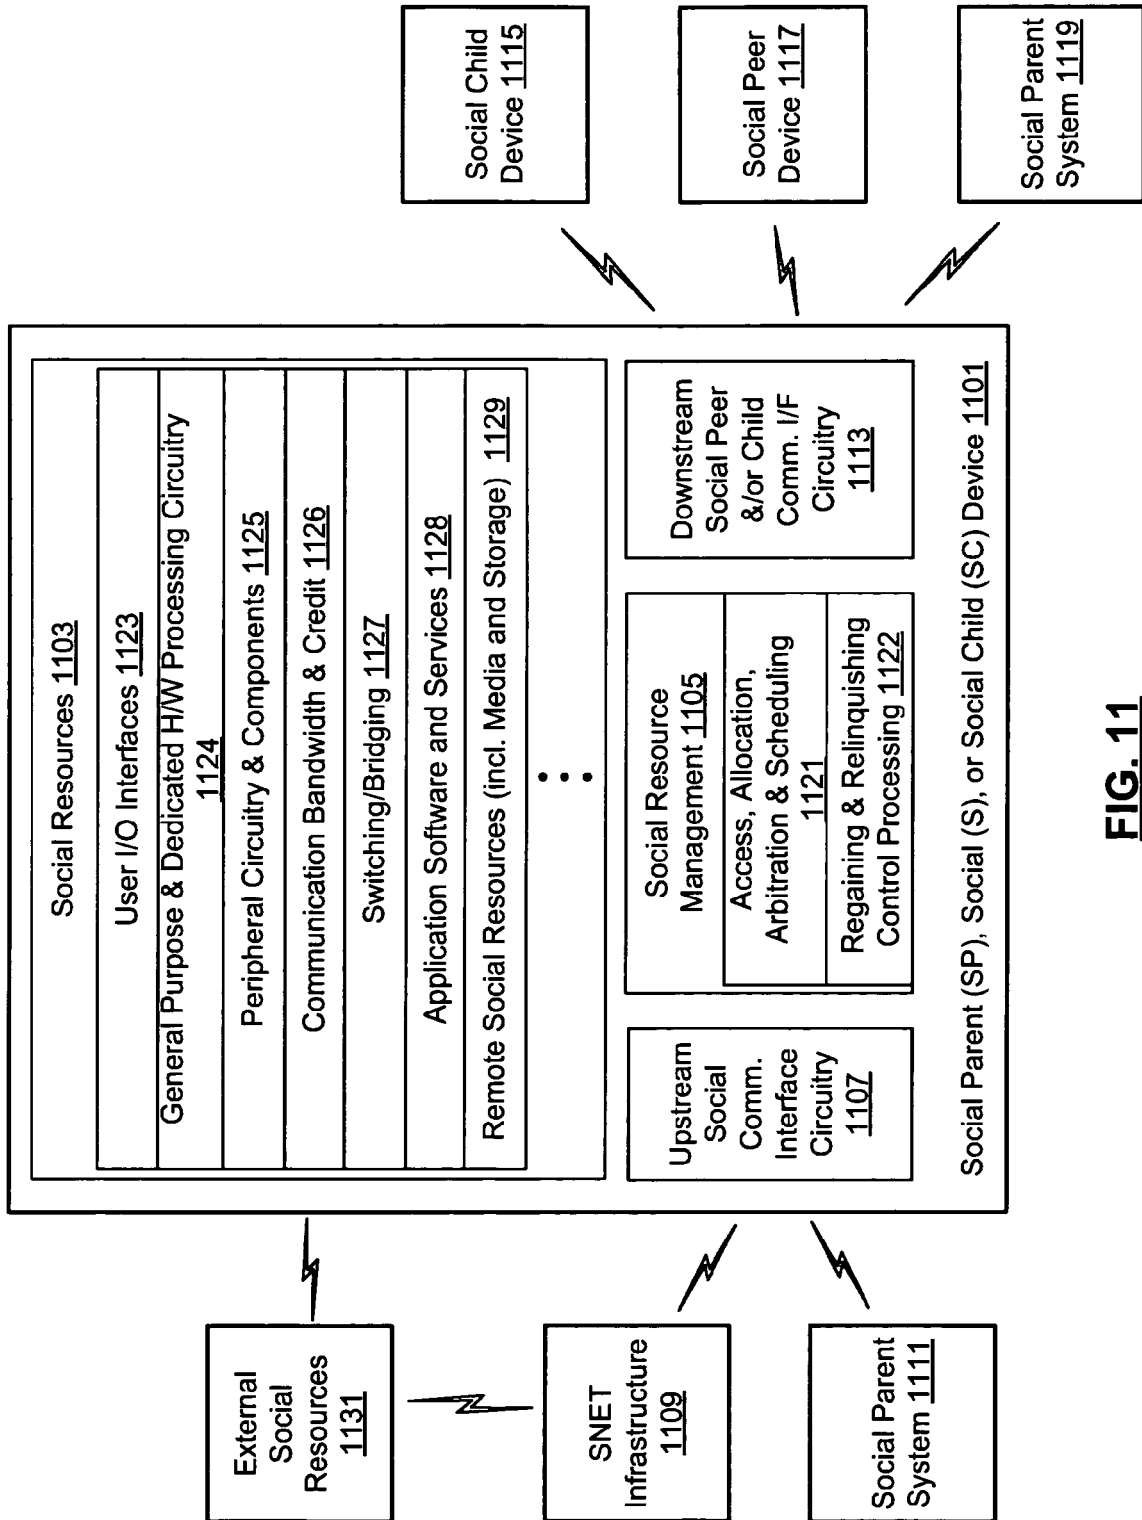 External
Social
Resources
1131
SNET
Infrastructure
1109
Social Parent
System 1111
Social Resources 1103
User I/O Interfaces 1123
General Purpose & Dedicated H/W Processing Circuitry
1124
Peripheral Circuitry & Components 1125
Communication Bandwidth & Credit 1126
Switching/Bridging 1127
Application Software and Services 1128
Remote Social Resources (incl. Media and Storage) 1129
Upstream
Social
Comm.
Interface
Circuitry
1107
Social Resource
Management 1105
Access, Allocation,
Arbitration & Scheduling
1121
Regaining & Relinquishing
Control Processing 1122
Downstream
Social Peer
&/or Child
Comm. I/F
Circuitry
1113
Social Parent (SP), Social (S), or Social Child (SC) Device 1101
Social Child
Device 1115
Social Peer
Device 1117
Social Parent
System 1119
FIG. 11